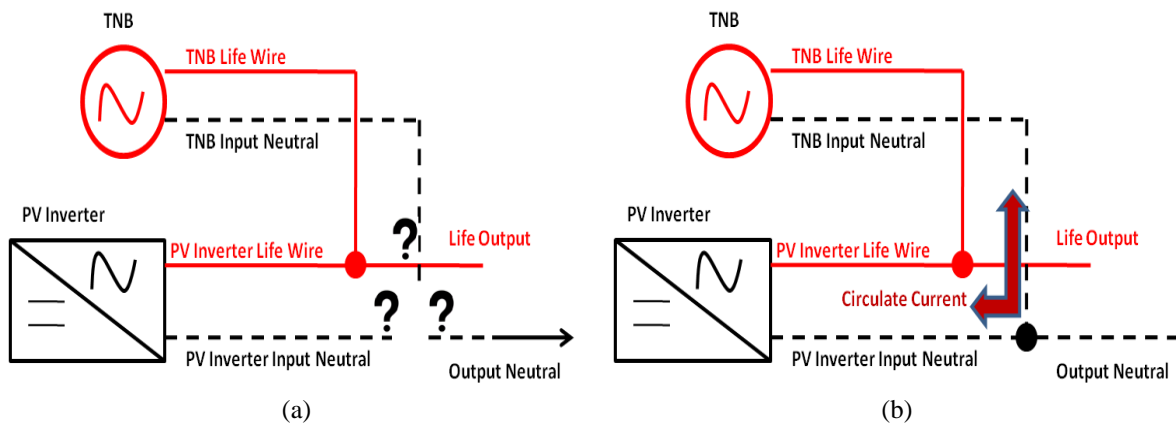 TNB
TNB Life Wire
TNB Input Neutral
PV Inverter
PV Inverter Life Wire
?
Life Output
? ?
PV Inverter Input Neutral
Output Neutral
(a)
TNB
TNB Life Wire
TNB Input Neutral
PV Inverter
PV Inverter Life Wire
Life Output
Circulate Current
PV Inverter Input Neutral
Output Neutral
(b)